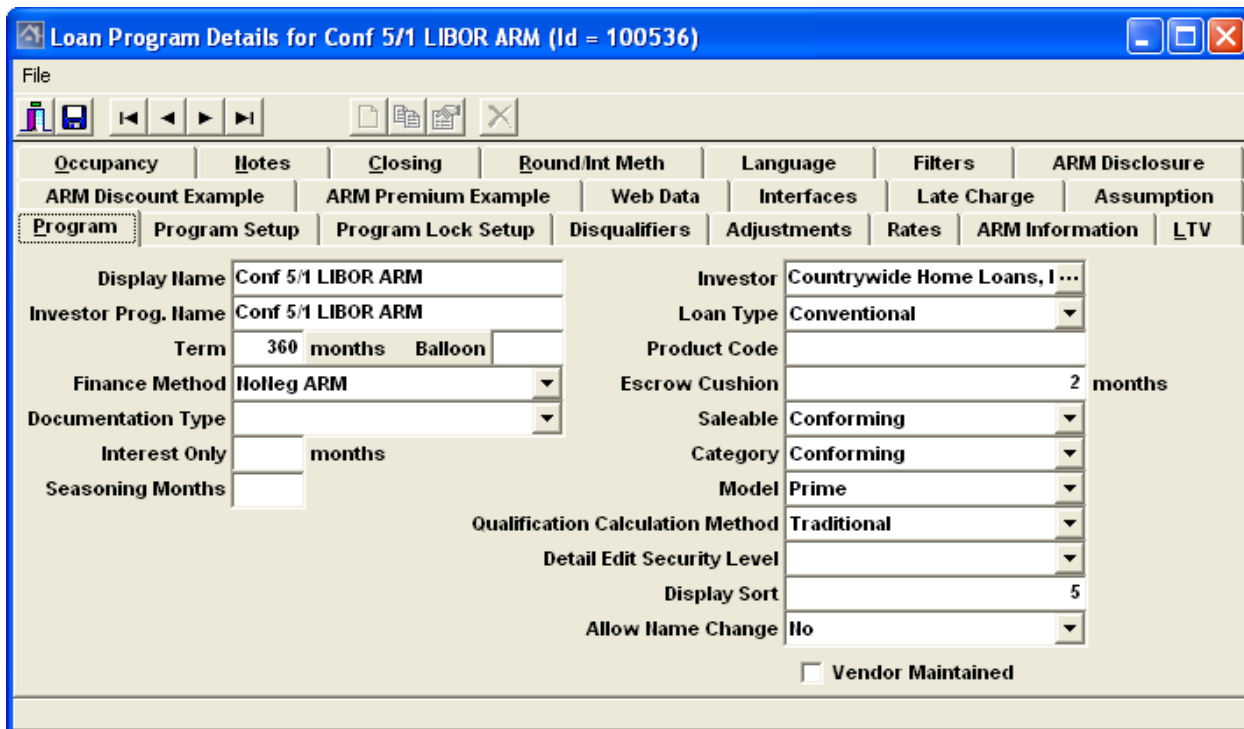 Loan Program Details for Conf 5/1 LIBOR ARM (Id = 100536)
File
Occupancy Notes Closing Round/Int Meth Language Filters ARM Disclosure
ARM Discount Example ARM Premium Example Web Data Interfaces Late Charge Assumption
Program Program Setup Program Lock Setup Disqualifiers Adjustments Rates ARM Information LTV
Display Name Conf 5/1 LIBOR ARM Investor Countrywide Home Loans, I ...
Investor Prog. Name Conf 5/1 LIBOR ARM Loan Type Conventional
Term 360 months Balloon Product Code
Finance Method NoNeg ARM Escrow Cushion 2 months
Documentation Type Saleable Conforming
Interest Only months Category Conforming
Seasoning Months Model Prime
Qualification Calculation Method Traditional
Detail Edit Security Level
Display Sort 5
Allow Name Change No
Vendor Maintained